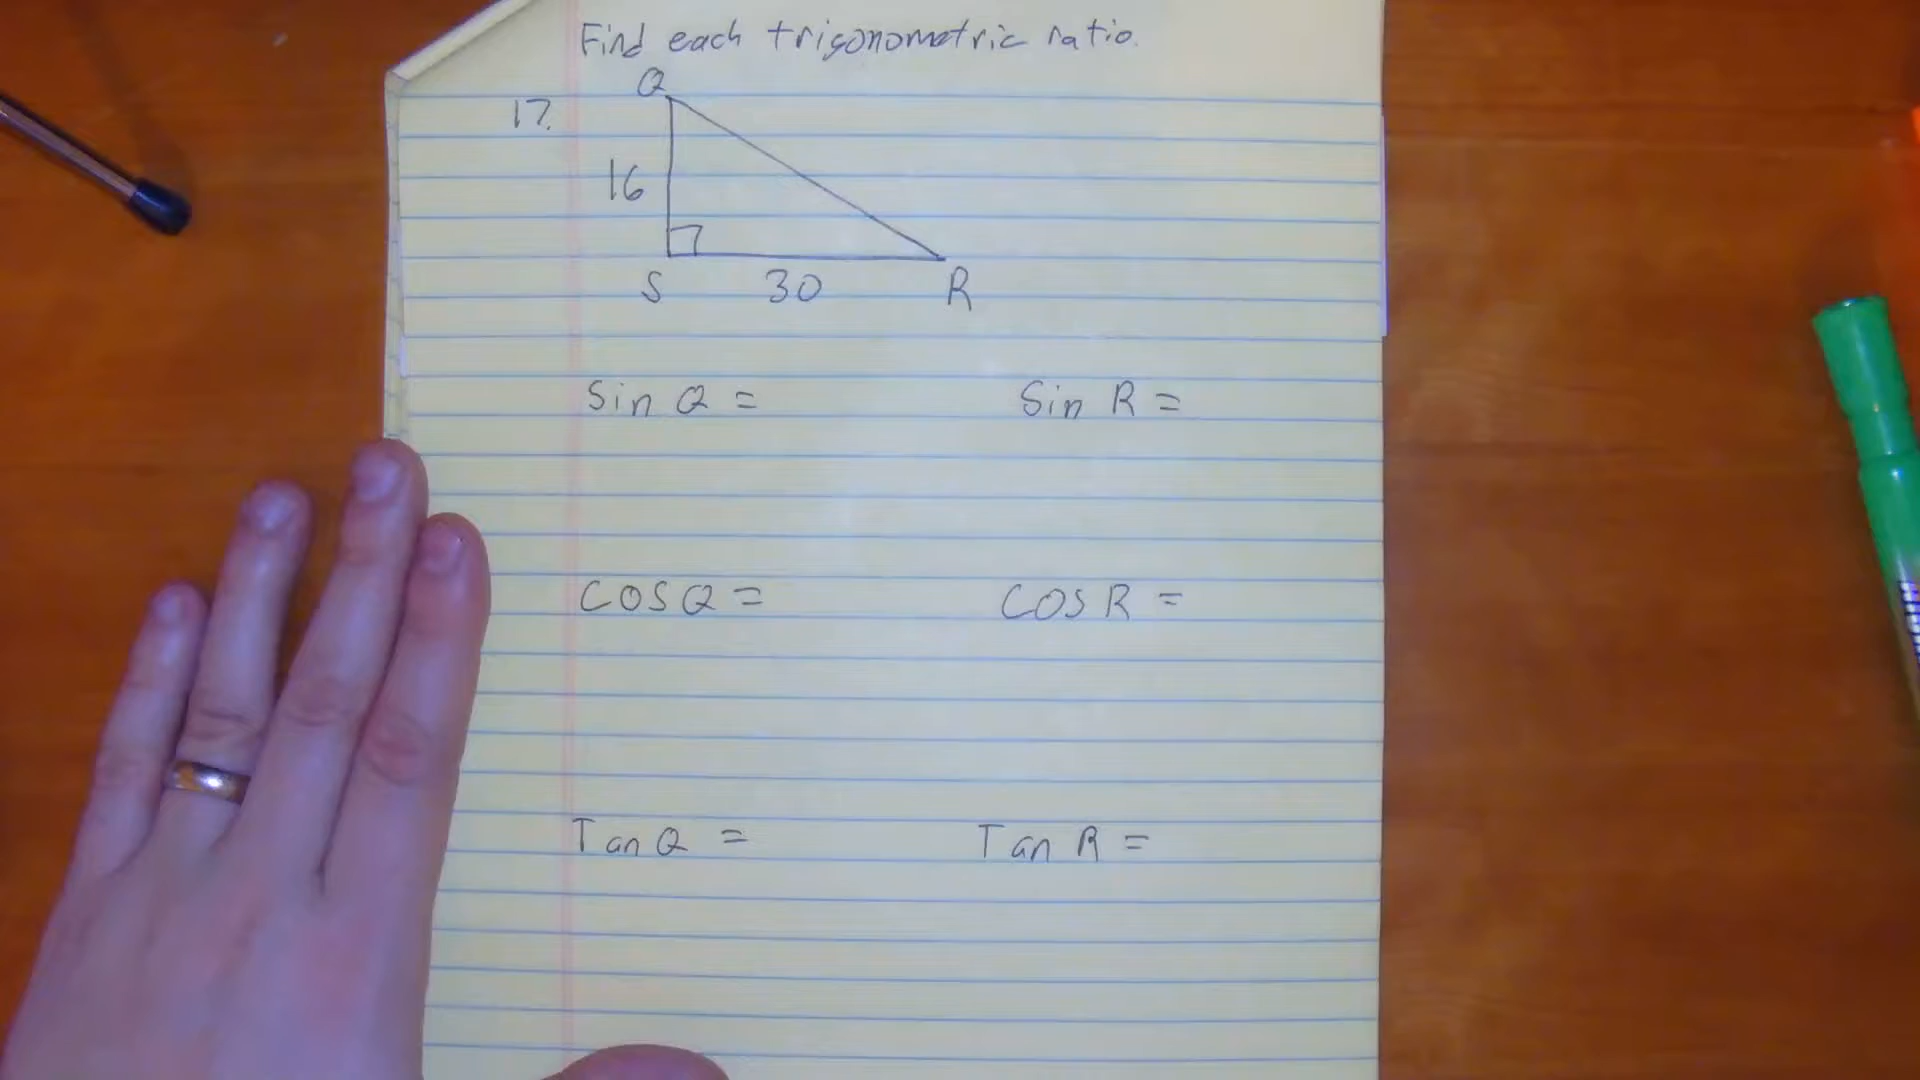 Find each trigonometric ratio.
Q
17.
16
S 30 R
Sin Q = Sin R =
COS Q = COS R =
Tan Q = Tan R =